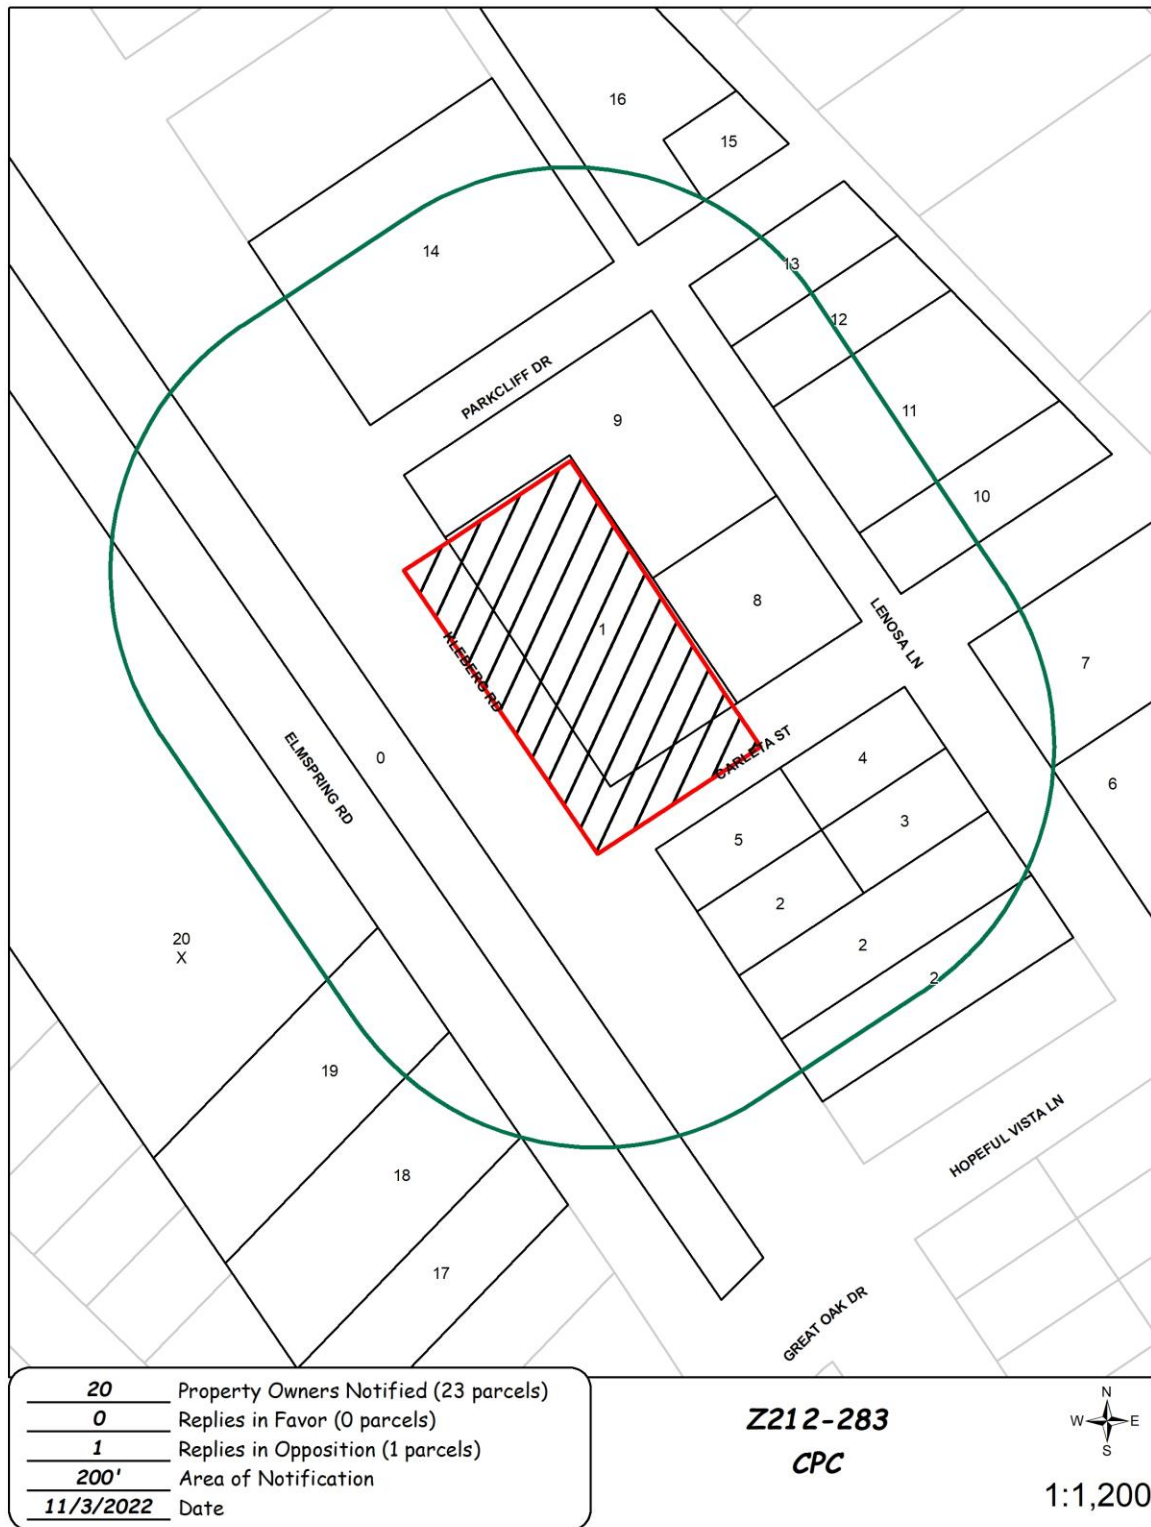 16
15
14
13
12
PARKCLIFF DR
11
9
10
8
LENOSA LN
1
7
KLEBERG RD
CARLETA ST
ELMSPRING RD
0
4
6
5
3
2
20
X
2
2
19
HOPEFUL VISTA LN
18
17
GREAT OAK DR
20 Property Owners Notified (23 parcels)
0 Replies in Favor (0 parcels)
1 Replies in Opposition (1 parcels)
200' Area of Notification
11/3/2022 Date
Z212-283
CPC
N
W E
S
1:1,200